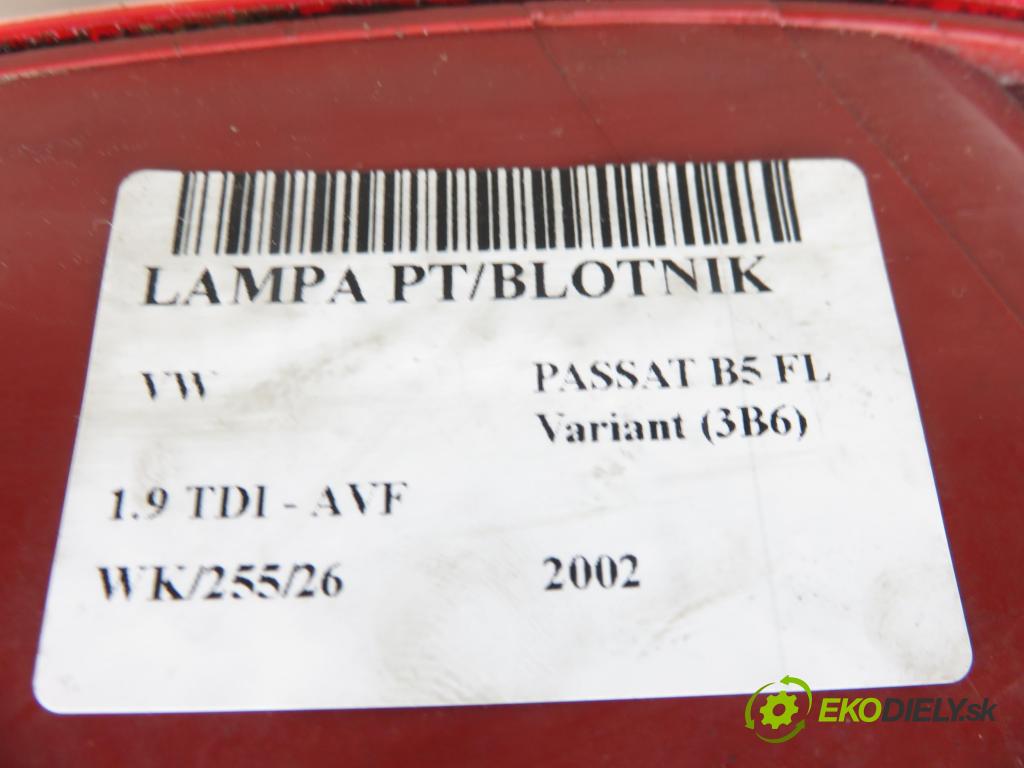 LAMPA PT/BLOTNIK
VW
PASSAT B5 FL
Variant (3B6)
1.9 TDI - AVF
WK/255/26
2002
EKODIELY.sk